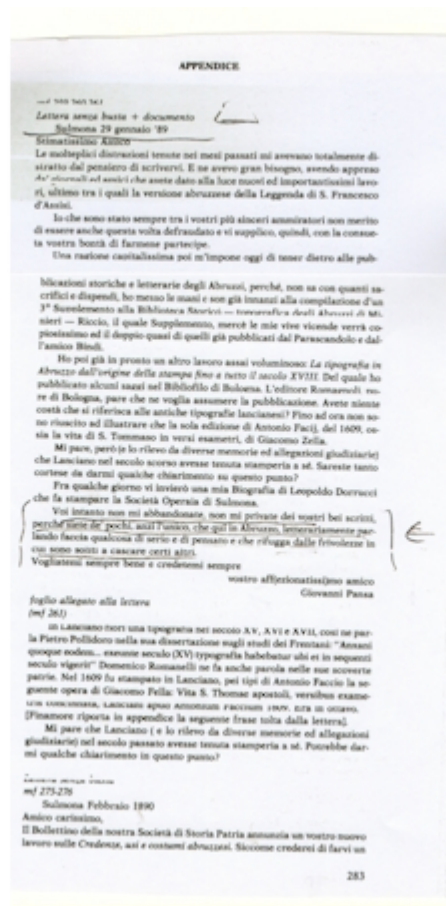 APPENDICE
Lettera senza busta + documento
Sulmona 29 gennaio '89
Stimatissimo Amico
Le molteplici distrazioni tenute nei mesi passati mi avevano totalmente di-
stratto dal pensiero di scrivervi. E ne avevo gran bisogno, avendo appreso
giornali ed amici che avete dato alla luce nuovi ed importantissimi lavo-
ri, ultimo tra i quali la versione abruzzese della Leggenda di S. Francesco
d'Assisi.
Io che sono stato sempre tra i vostri più sinceri ammiratori non merito
di essere anche questa volta defraudato e vi supplico, quindi, con la consue-
ta vostra bontà di farmene partecipe.
Una ragione capitalissima poi m'impone oggi di tener dietro alle pub-
blicazioni storiche e letterarie degli Abruzzi, perché, non sa con quanti sa-
crifici e dispendi, ho messo le mani e son già innanzi alla compilazione d'un
3° Supplemento alla Biblioteca Storico — topografica degli Abruzzi di Mi-
nieri — Riccio, il quale Supplemento, mercè le mie vive vicende verrà co-
piosissimo ed il doppio quasi di quelli già pubblicati dal Parascandolo e dal-
l'amico Bindi.
Ho poi già in pronto un altro lavoro assai voluminoso: La tipografia in
Abruzzo dall'origine della stampa fino a tutto il secolo XVIII. Del quale ho
pubblicato alcuni saggi nel Bibliofilo di Bologna. L'editore Romagnoli pu-
re di Bologna, pare che ne voglia assumere la pubblicazione. Avete niente
costà che si riferisca alle antiche tipografie lancianesi? Fino ad ora non so-
no riuscito ad illustrare che la sola edizione di Antonio Facij, del 1609, os-
sia la vita di S. Tommaso in versi esametri, di Giacomo Zella.
Mi pare, però (e lo rilevo da diverse memorie ed allegazioni giudiziarie)
che Lanciano nel secolo scorso avesse tenuta stamperia a sé. Sareste tanto
cortese da darmi qualche chiarimento su questo punto?
Fra qualche giorno vi invierò una mia Biografia di Leopoldo Dorrucci
che fa stampare la Società Operaia di Sulmona.
Voi intanto non mi abbandonate, non mi private dei vostri bei scritti,
perché siete de' pochi, anzi l'unico, che qui in Abruzzo, letterariamente par-
lando faccia qualcosa di serio e di pensato e che rifugga dalle frivolezze in
cui sono soliti a cascare certi altri.
Vogliatemi sempre bene e credetemi sempre
vostro aff(ezionatissi)mo amico
Giovanni Pansa
foglio allegato alla lettera
(mf 261)
In Lanciano fiorì una tipografia nei secolo XV, XVI e XVII, così ne par-
la Pietro Pollidoro nella sua dissertazione sugli studi dei Frentani: "Anxani
quoque eodem... exeunte seculo (XV) typografia habebatur ubi et in sequenti
seculo vigerit" Domenico Romanelli ne fa anche parola nelle sue scoverte
patrie. Nel 1609 fu stampato in Lanciano, pei tipi di Antonio Faccio la se-
guente opera di Giacomo Fella: Vita S. Thomae apostoli, versibus exame-
tris Lanciani apud Antonium Faccium 1609. Era in ottavo.
[Finamore riporta in appendice la seguente frase tolta dalla lettera].
Mi pare che Lanciano ( e lo rilevo da diverse memorie ed allegazioni
giudiziarie) nel secolo passato avesse tenuta stamperia a sé. Potrebbe dar-
mi qualche chiarimento in questo punto?
mf 275-276
Sulmona Febbraio 1890
Amico carissimo,
Il Bollettino della nostra Società di Storia Patria annunzia un vostro nuovo
lavoro sulle Credenze, usi e costumi abruzzesi. Siccome crederei di farvi un
283